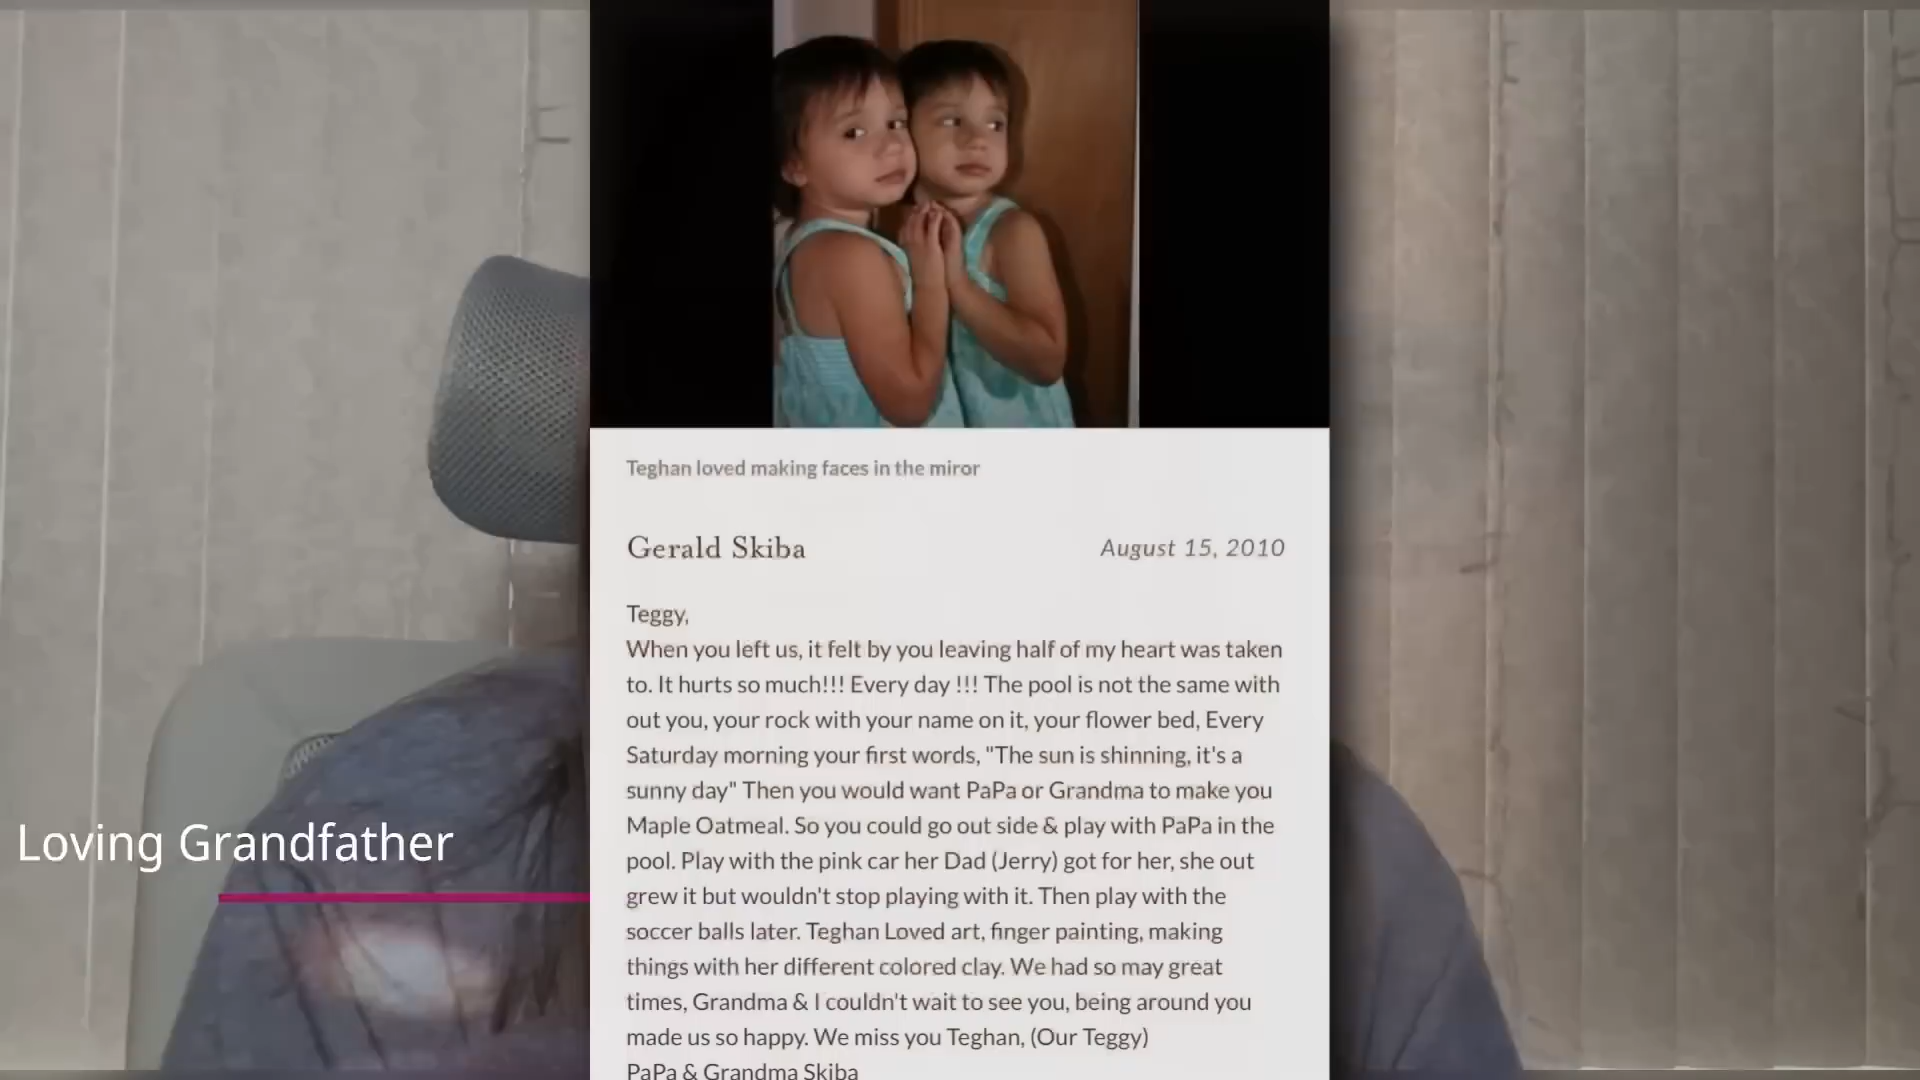 Teghan loved making faces in the miror
Gerald Skiba
August 15, 2010
Teggy,
When you left us, it felt by you leaving half of my heart was taken
to. It hurts so much!!! Every day !!! The pool is not the same with
out you, your rock with your name on it, your flower bed, Every
Saturday morning your first words, "The sun is shinning, it's a
sunny day" Then you would want PaPa or Grandma to make you
Maple Oatmeal. So you could go out side & play with PaPa in the
pool. Play with the pink car her Dad (Jerry) got for her, she out
grew it but wouldn't stop playing with it. Then play with the
soccer balls later. Teghan Loved art, finger painting, making
things with her different colored clay. We had so may great
times, Grandma & I couldn't wait to see you, being around you
made us so happy. We miss you Teghan, (Our Teggy)
PaPa & Grandma Skiba
Loving Grandfather